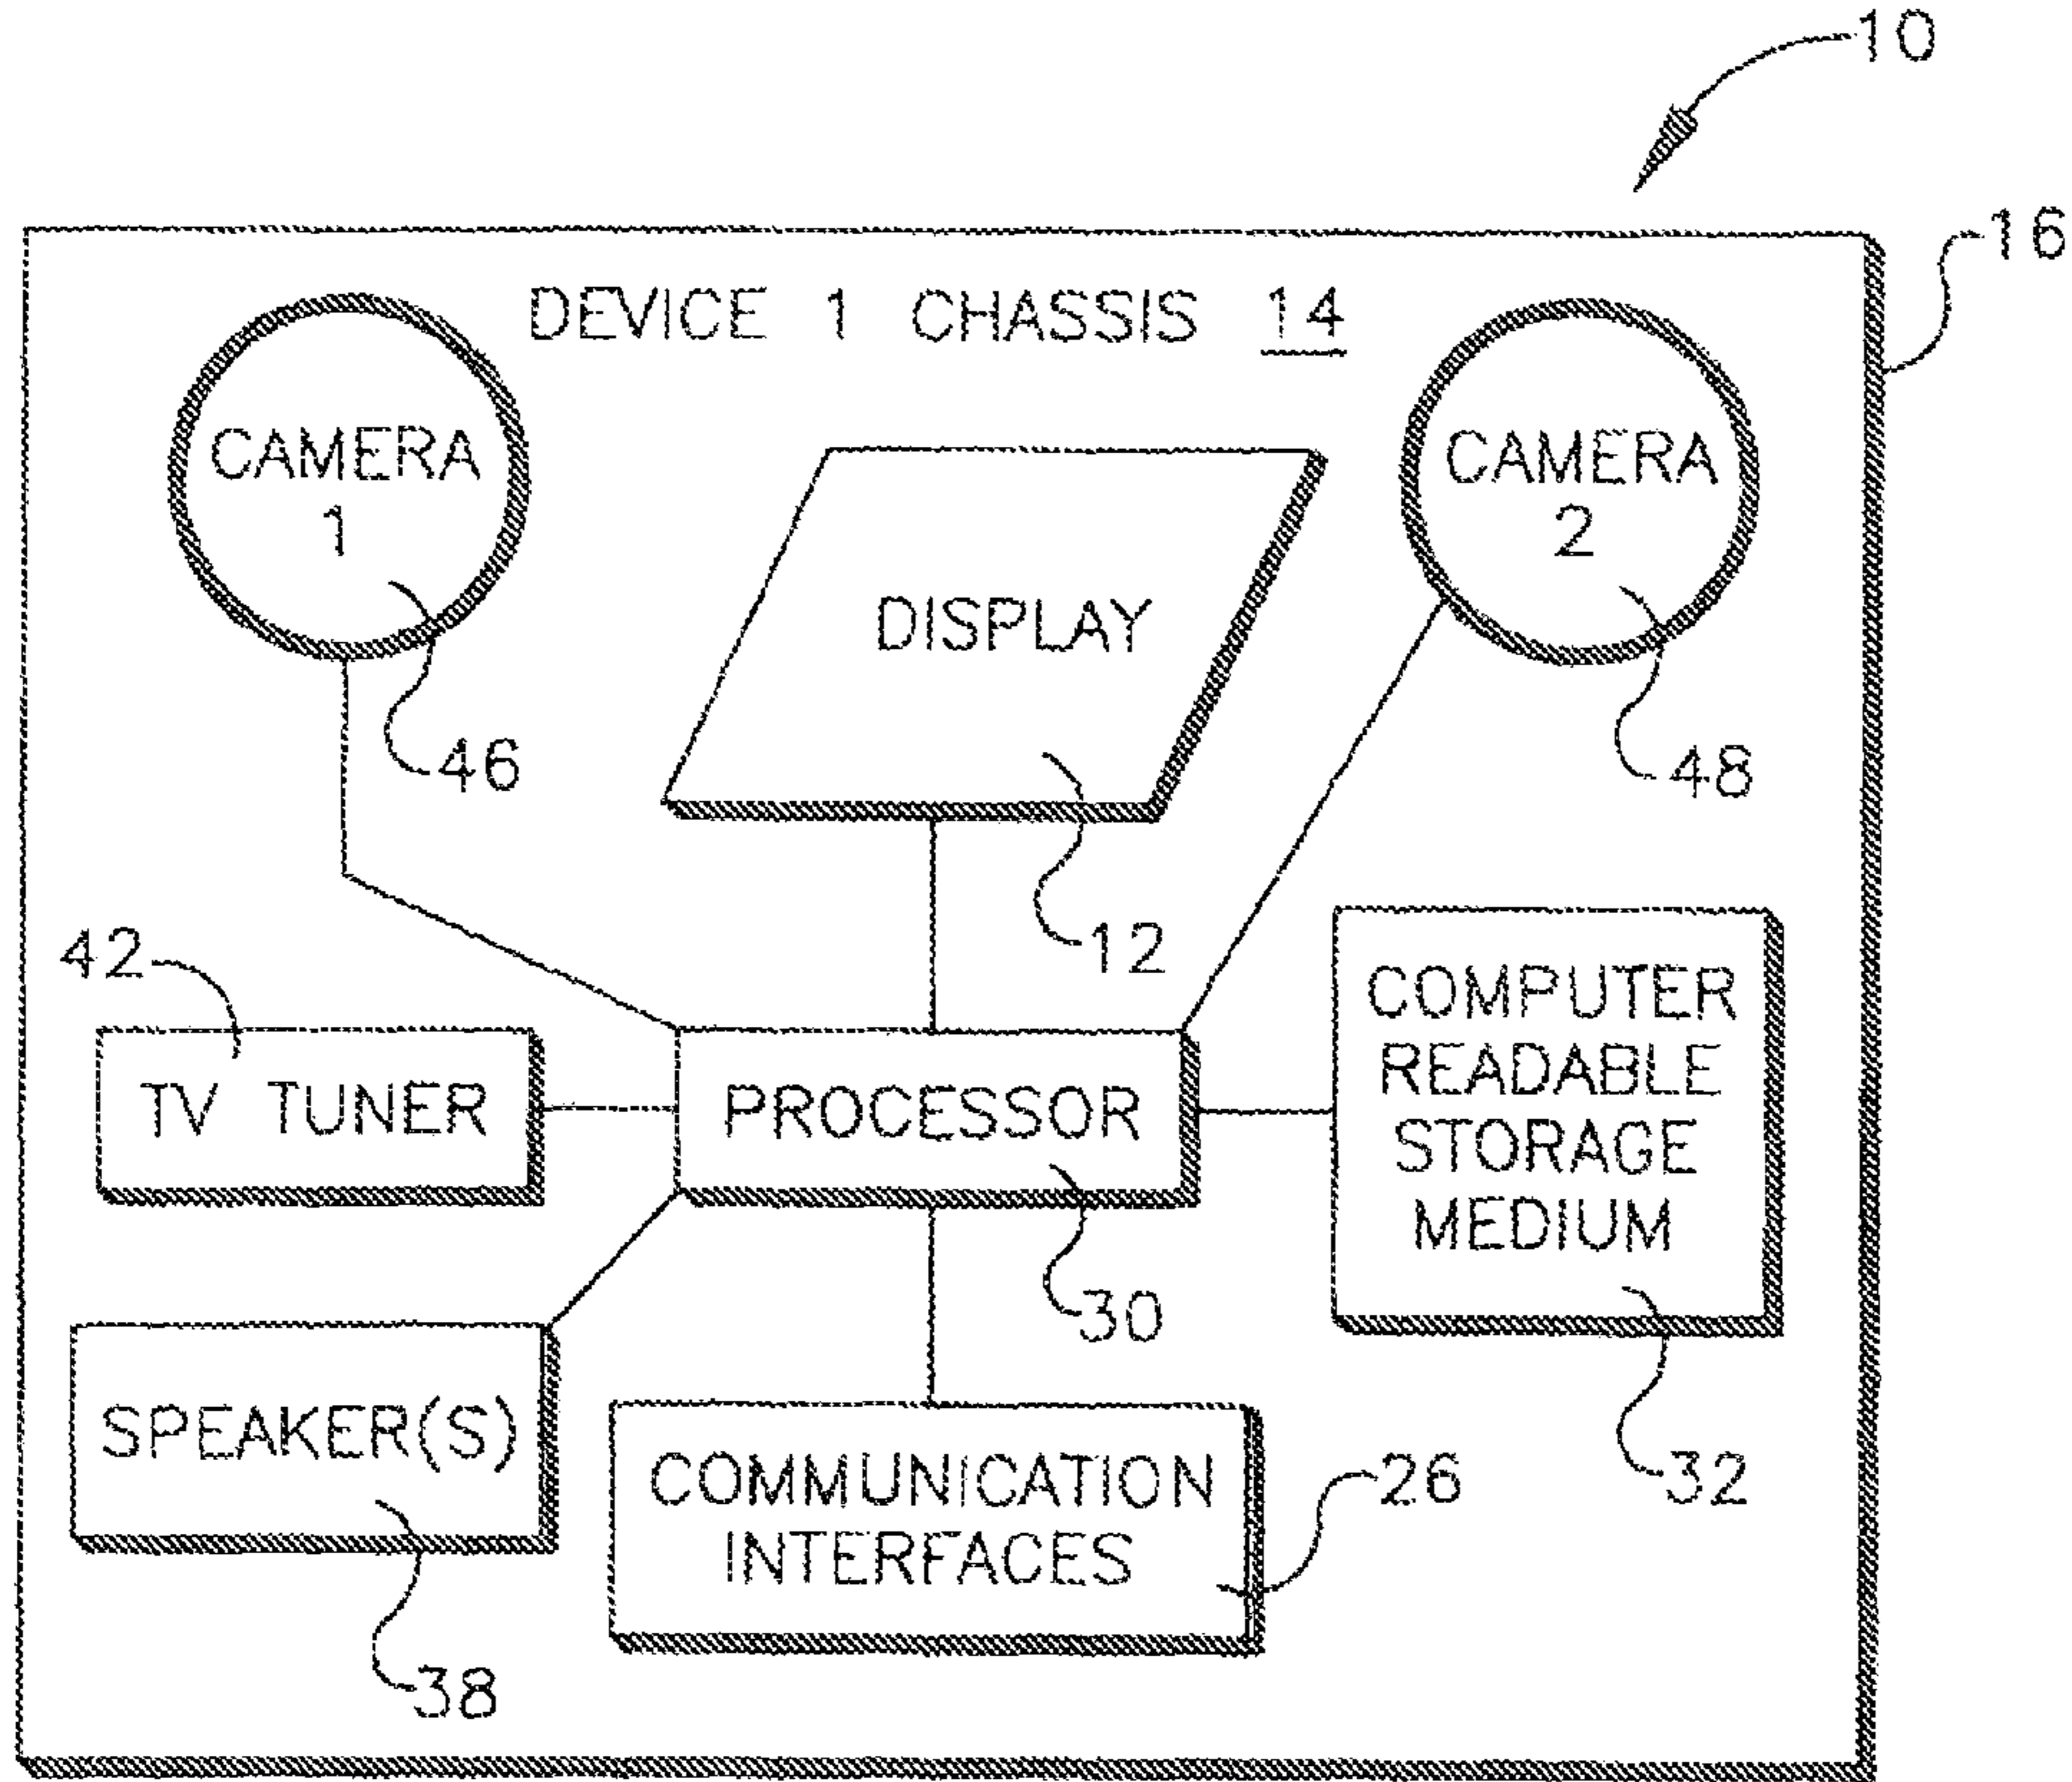 10
16
DEVICE 1 CHASSIS 14
CAMERA
1
46
DISPLAY
12
CAMERA
2
48
42
TV TUNER
PROCESSOR
30
COMPUTER
READABLE
STORAGE
MEDIUM
32
SPEAKER(S)
38
COMMUNICATION
INTERFACES
26